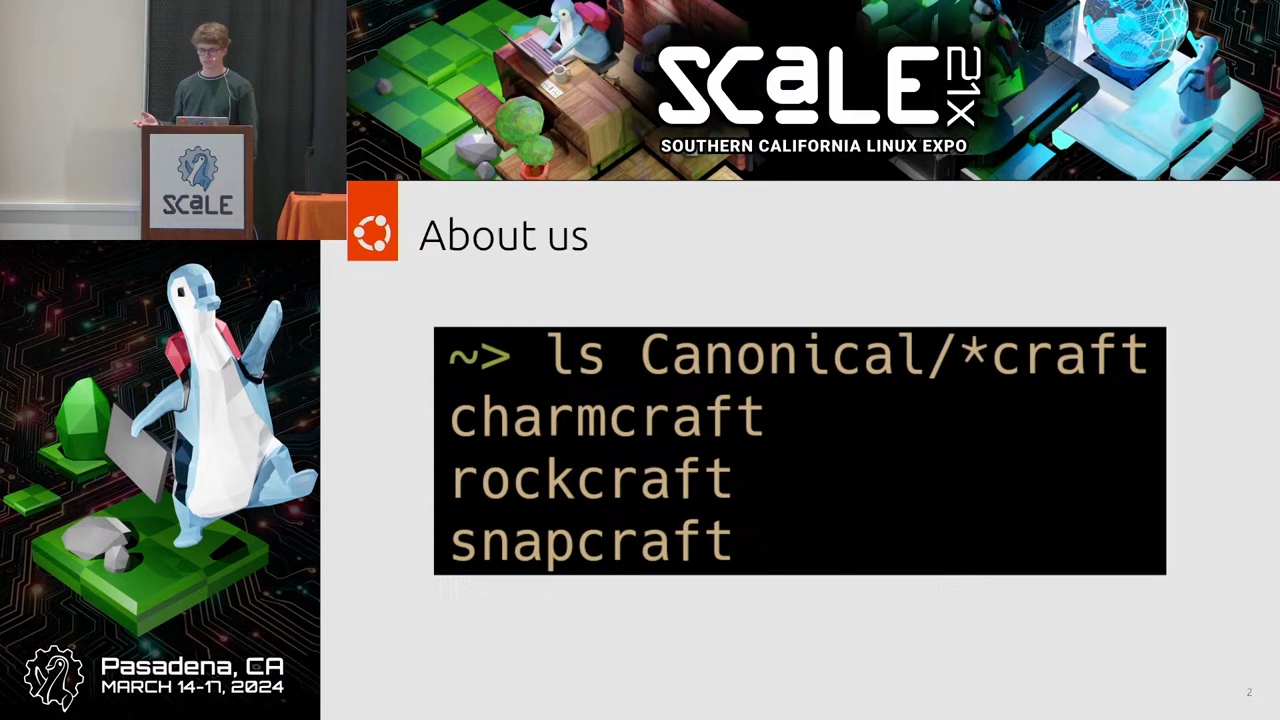 SCaLE 21X
SOUTHERN CALIFORNIA LINUX EXPO
SCaLE
About us
~> ls Canonical/*craft
charmcraft
rockcraft
snapcraft
Pasadena, CA
MARCH 14-17, 2024
2